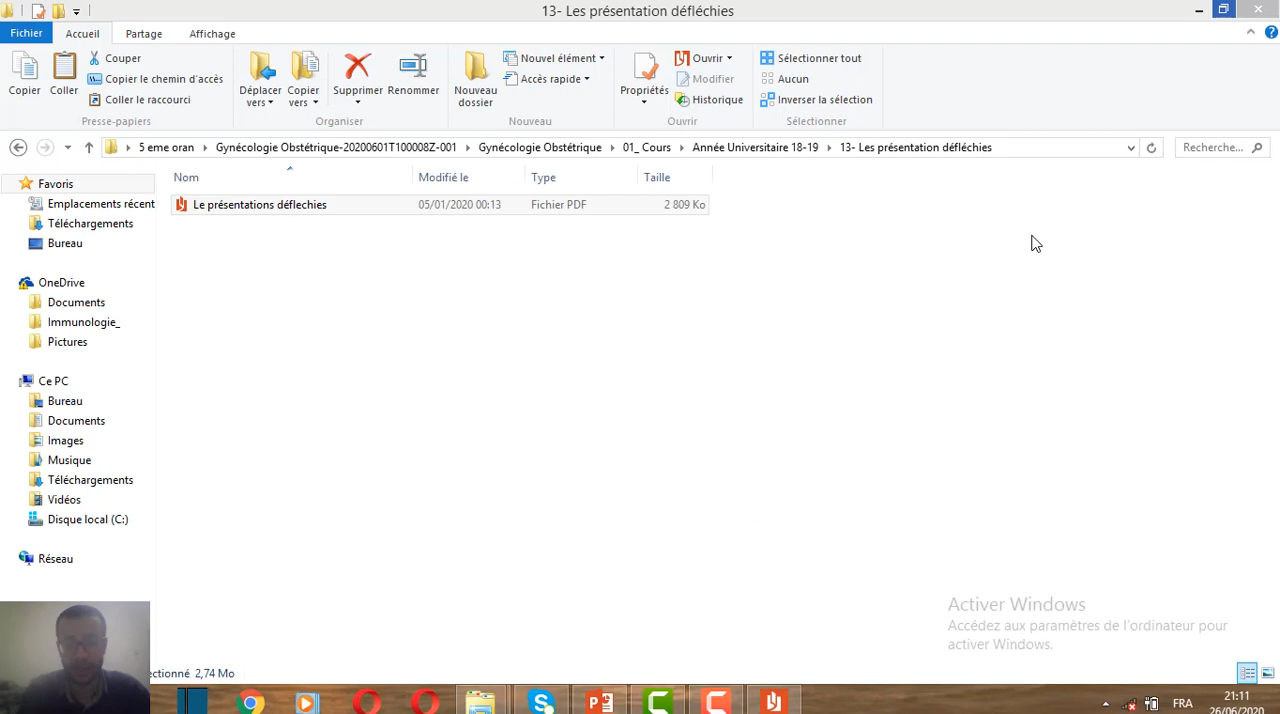 13- Les présentation défléchies
Fichier Accueil Partage Affichage
Copier
Coller
Couper
Copier le chemin d'accès
Coller le raccourci
Presse-papiers
Déplacer vers
Copier vers
Supprimer
Renommer
Organiser
Nouveau dossier
Nouvel élément
Accès rapide
Nouveau
Propriétés
Ouvrir
Modifier
Historique
Ouvrir
Sélectionner tout
Aucun
Inverser la sélection
Sélectionner
5 eme oran Gynécologie Obstétrique-20200601T100008Z-001 Gynécologie Obstétrique 01_ Cours Année Universitaire 18-19 13- Les présentation défléchies Recherche...
Nom Modifié le Type Taille
Le présentations déflechies 05/01/2020 00:13 Fichier PDF 2 809 Ko
Favoris
Emplacements récent
Téléchargements
Bureau
OneDrive
Documents
Immunologie_
Pictures
Ce PC
Bureau
Documents
Images
Musique
Téléchargements
Vidéos
Disque local (C:)
Réseau
Activer Windows
Accédez aux paramètres de l'ordinateur pour
activer Windows.
ectionné 2,74 Mo
FRA
21:11
26/06/2020